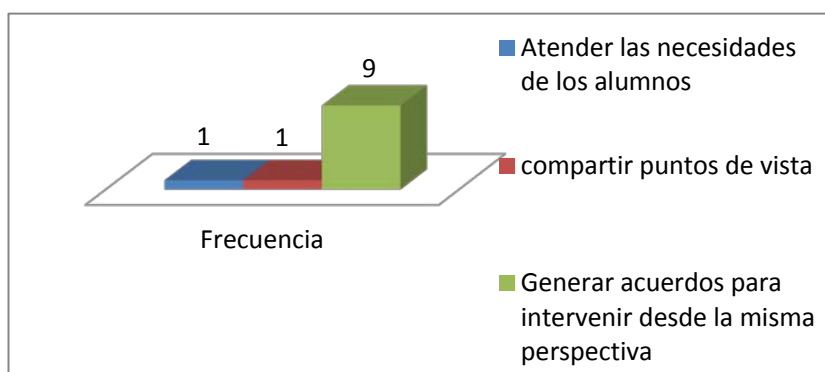 9
1
1
Frecuencia
Atender las necesidades
de los alumnos
compartir puntos de vista
Generar acuerdos para
intervenir desde la misma
perspectiva